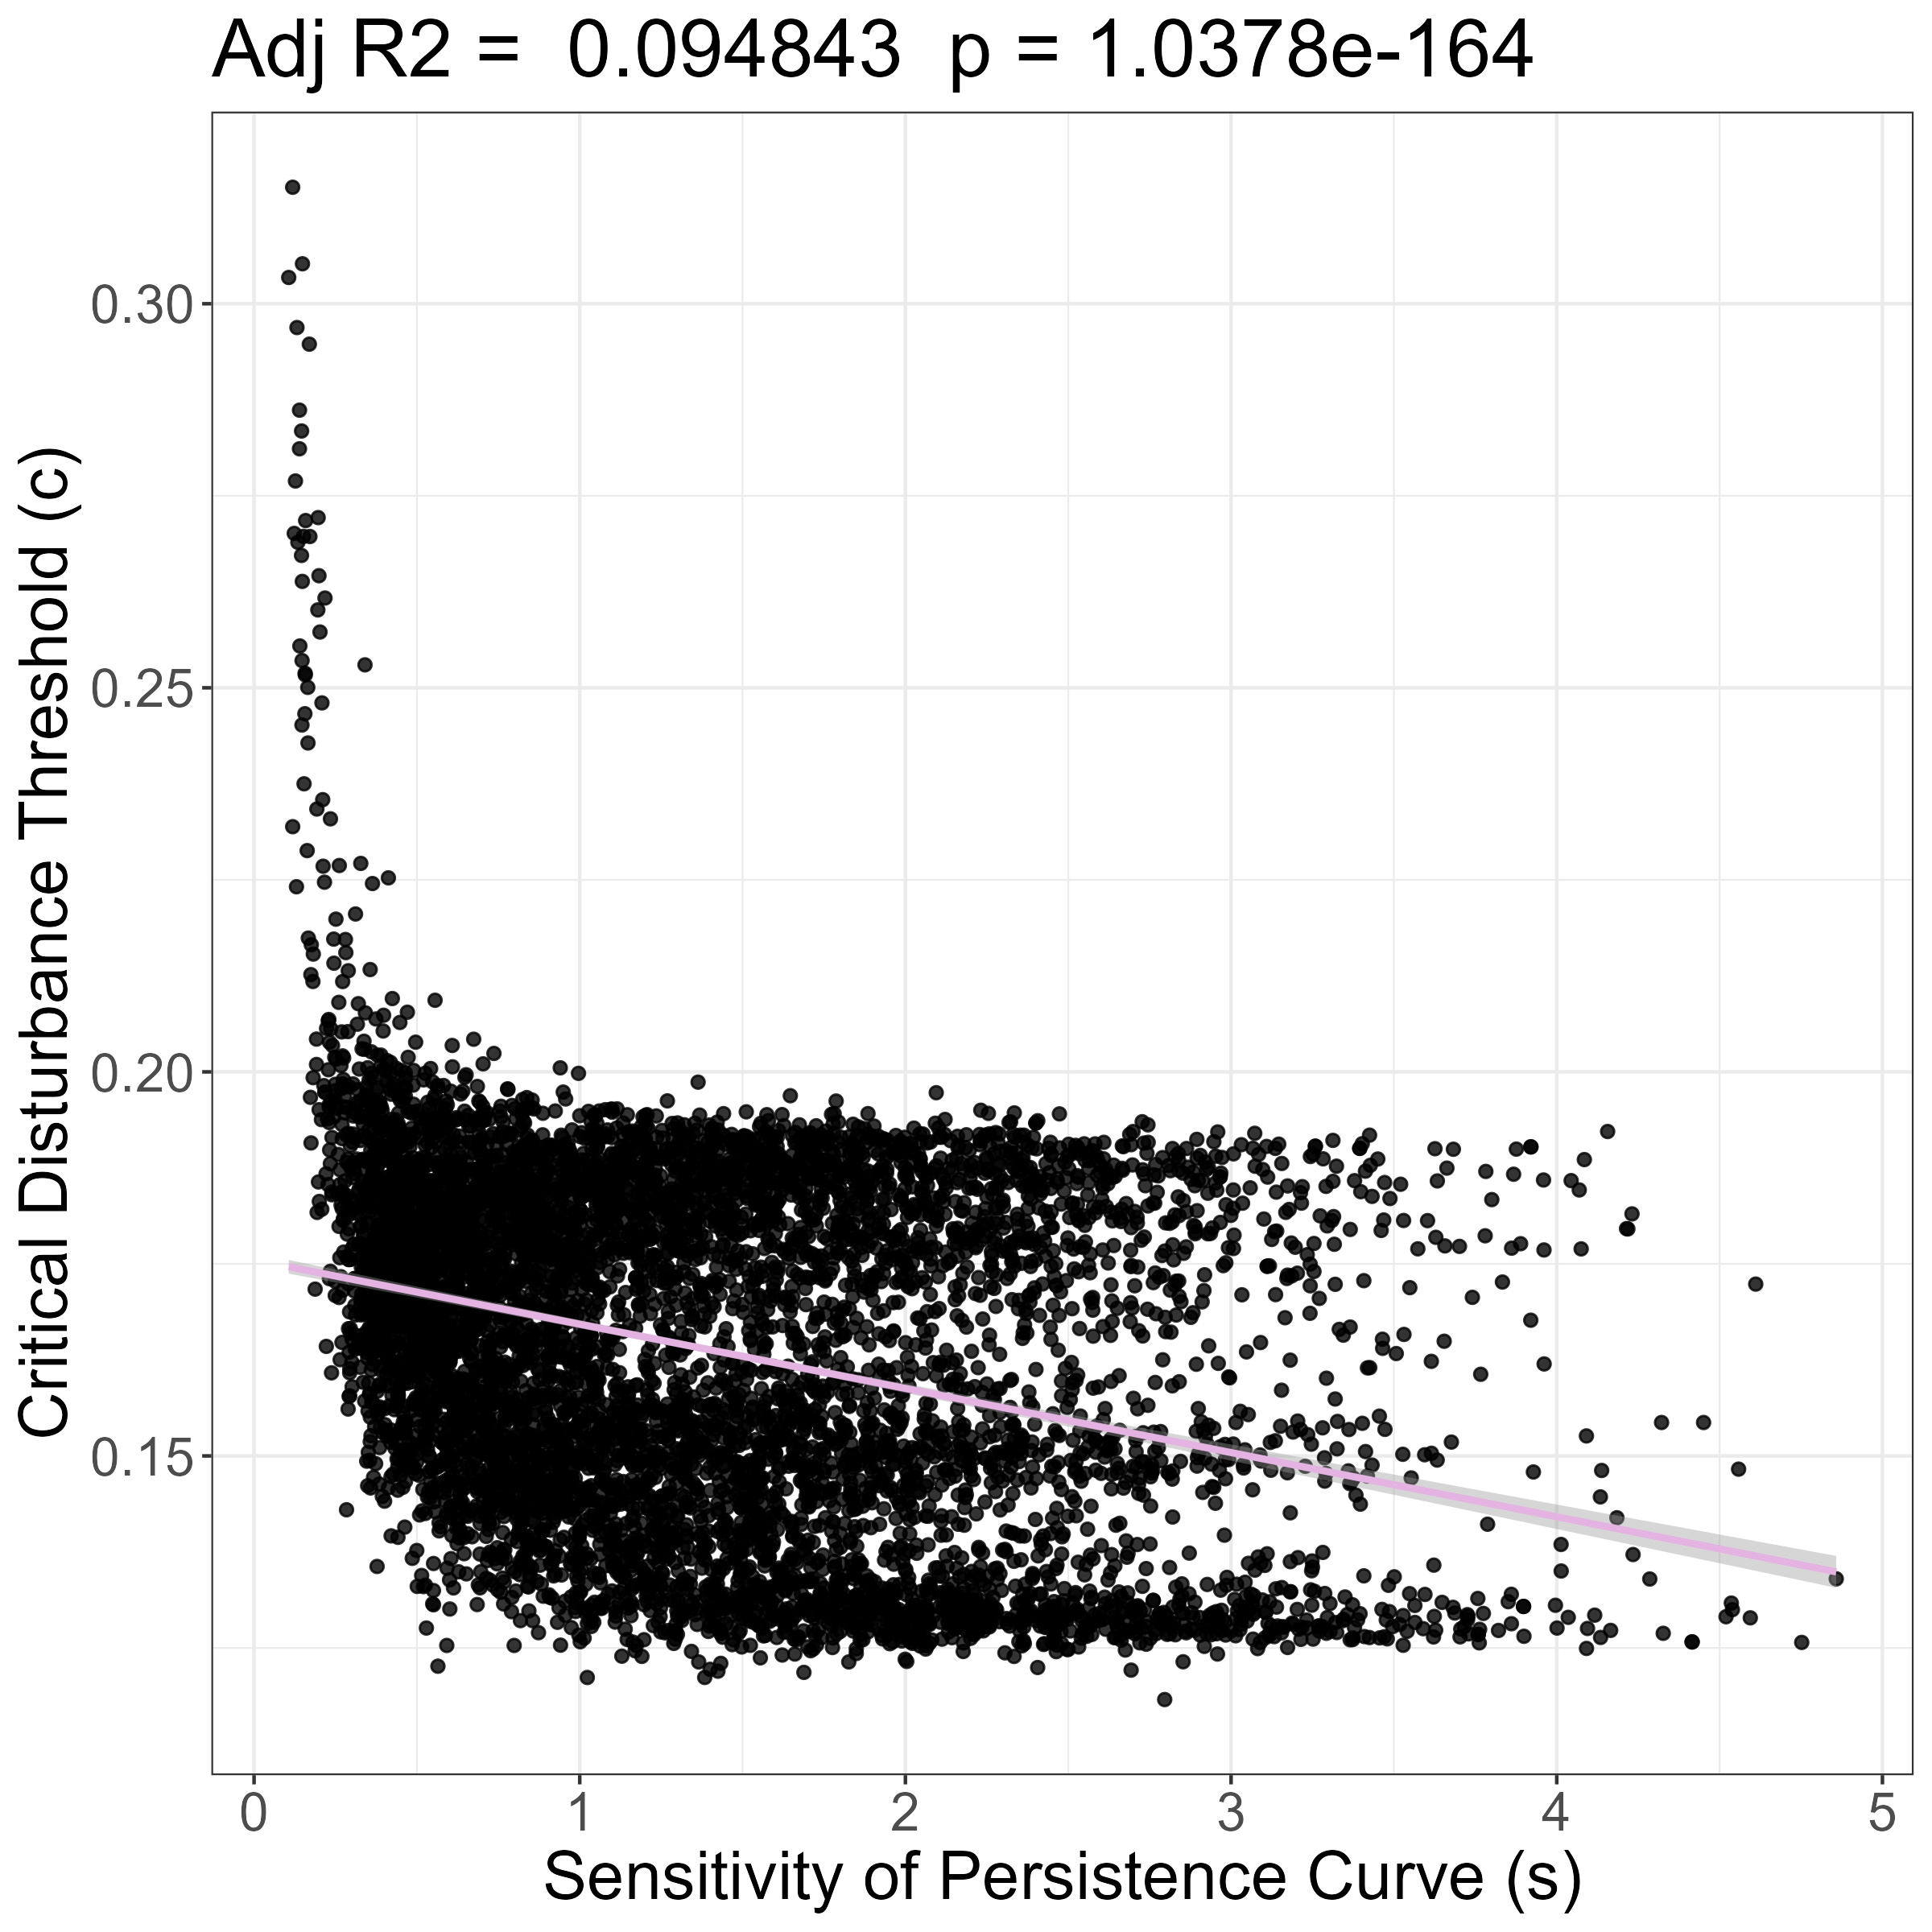 Adj R2 =  0.094843  p = 1.0378e-164
Critical Disturbance Threshold (c)
0.30
0.25
0.20
0.15
0 1 2 3 4 5
Sensitivity of Persistence Curve (s)